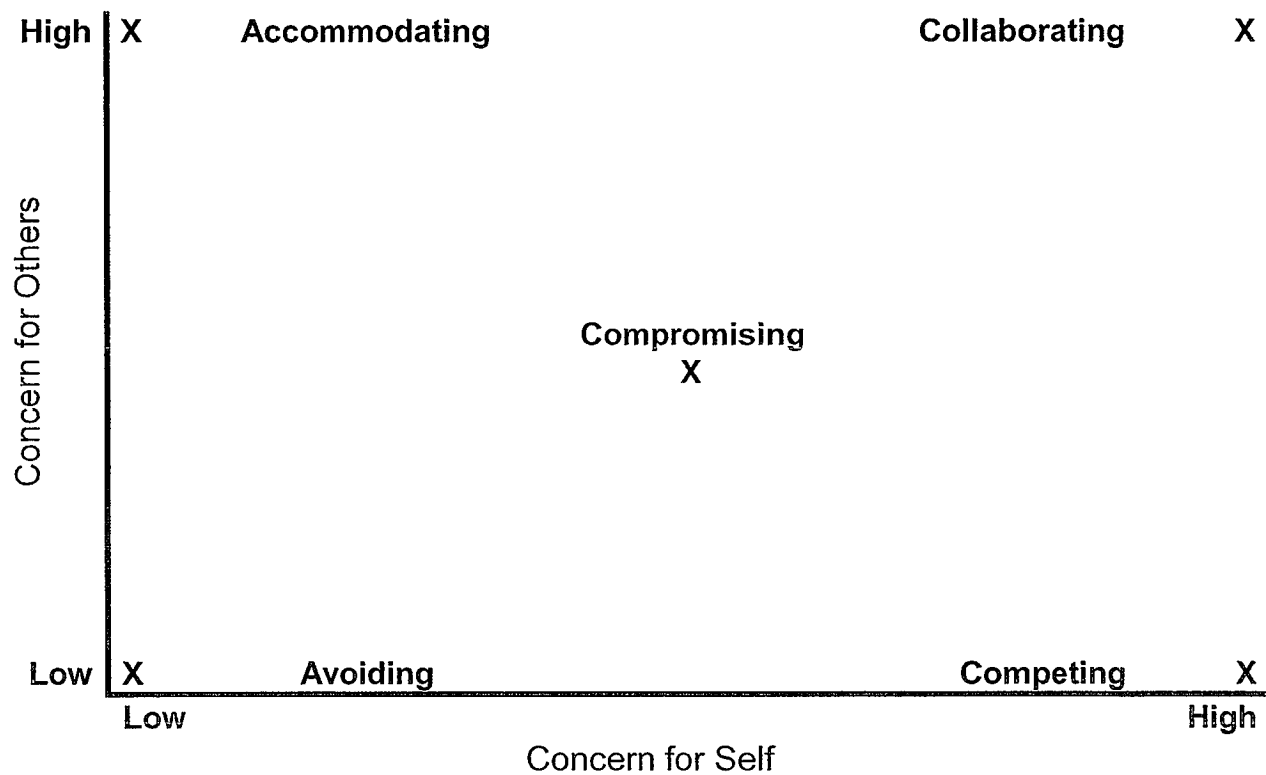 High X Accommodating Collaborating X
Concern for Others
Compromising
X
Low X Avoiding Competing X
Low High
Concern for Self